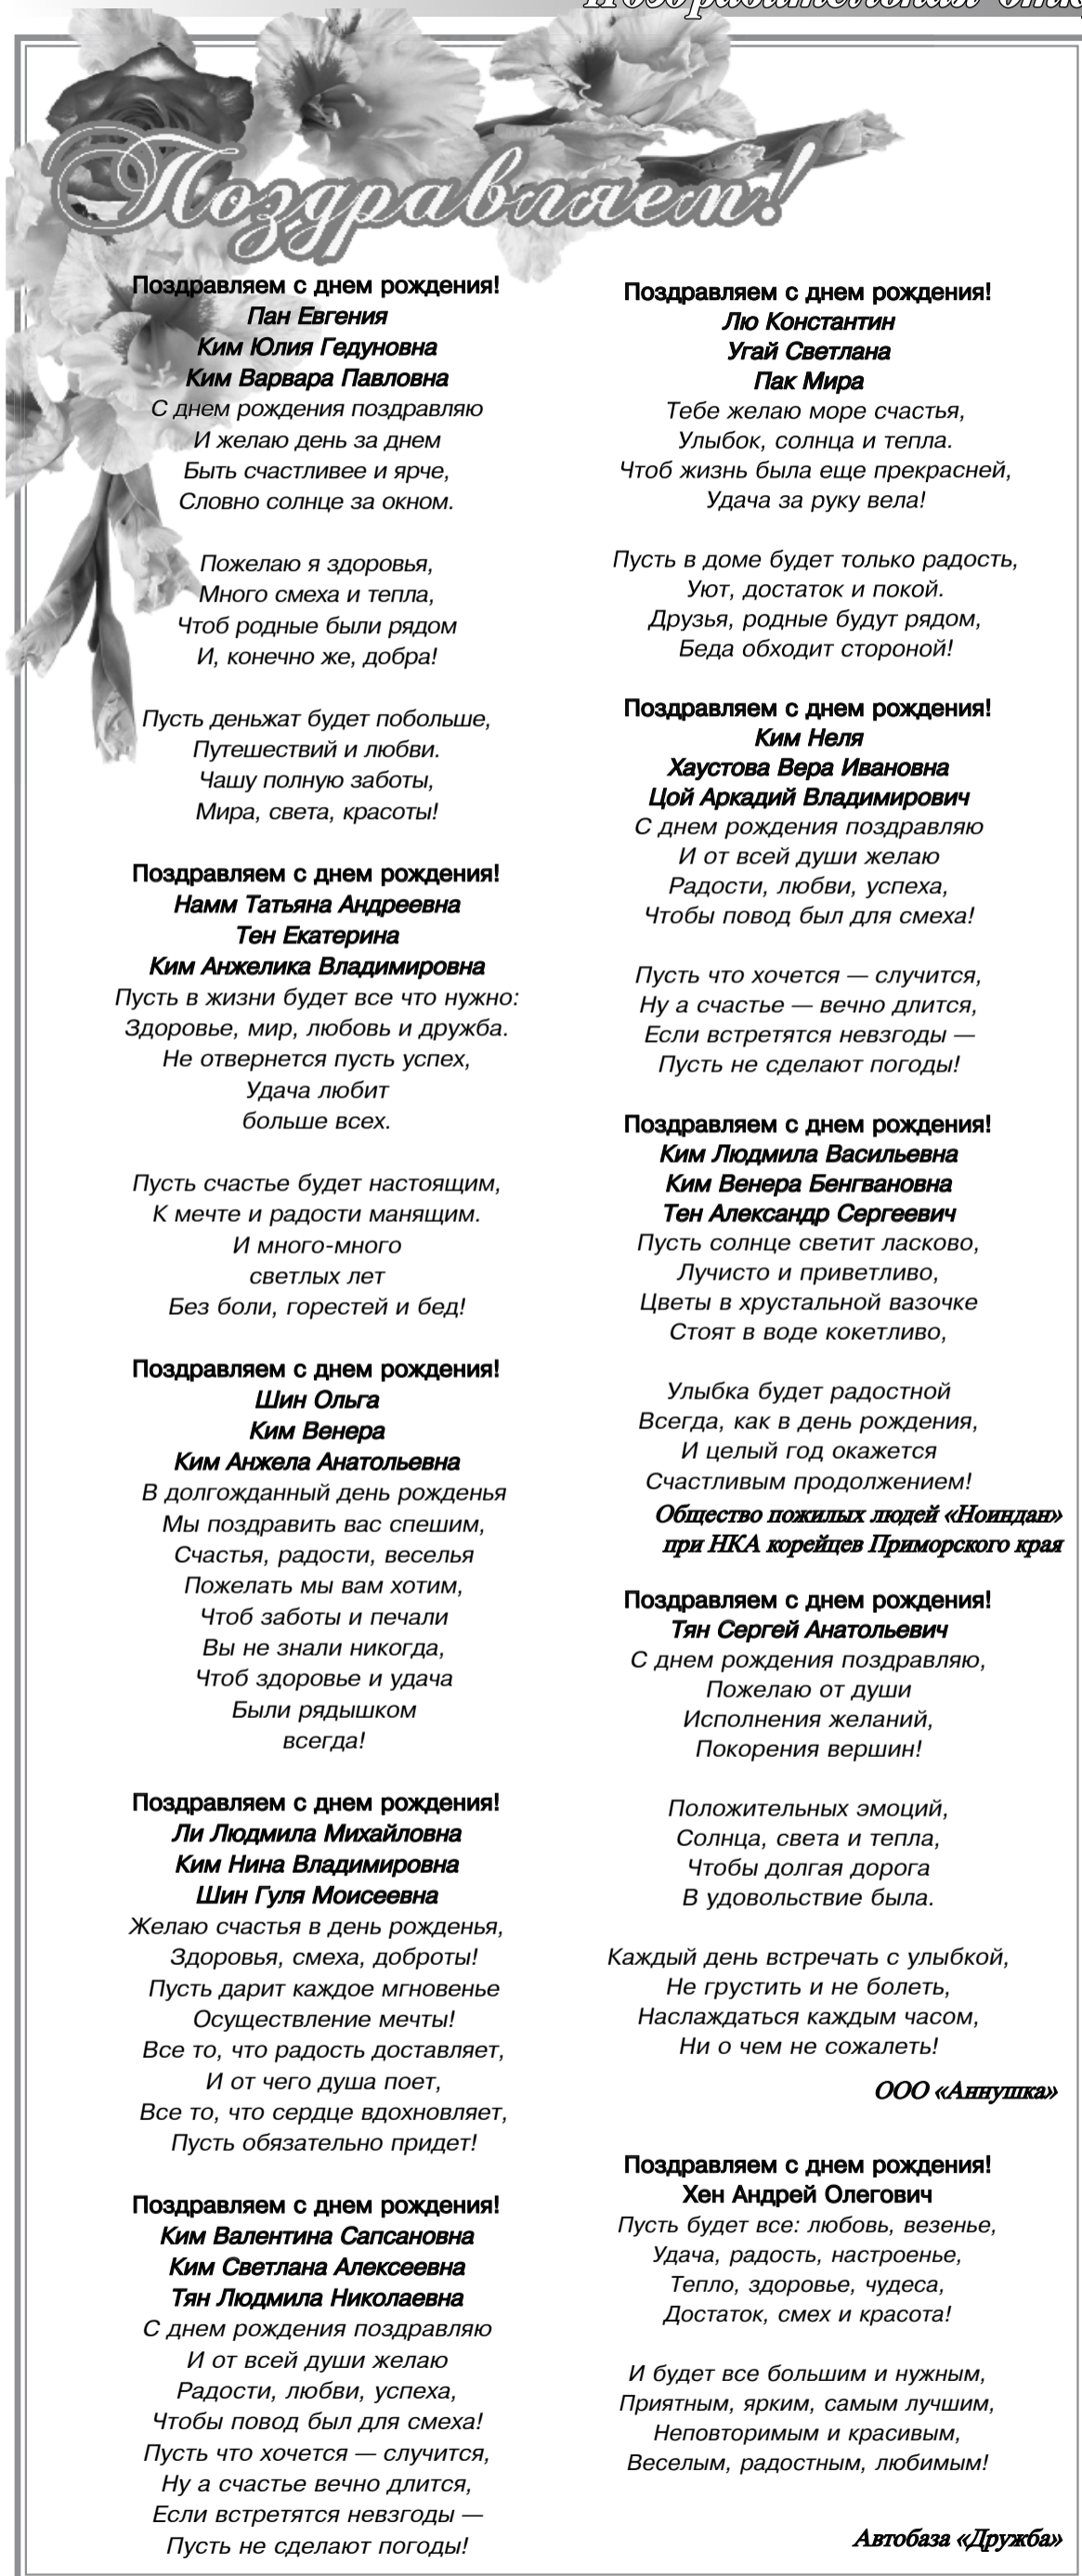 Поздравляем!
Поздравляем с днем рождения!
Пан Евгения
Ким Юлия Гедуновна
Ким Варвара Павловна
С днем рождения поздравляю
И желаю день за днем
Быть счастливее и ярче,
Словно солнце за окном.
Пожелаю я здоровья,
Много смеха и тепла,
Чтоб родные были рядом
И, конечно же, добра!
Пусть деньжат будет побольше,
Путешествий и любви.
Чашу полную заботы,
Мира, света, красоты!
Поздравляем с днем рождения!
Намм Татьяна Андреевна
Тен Екатерина
Ким Анжелика Владимировна
Пусть в жизни будет все что нужно:
Здоровье, мир, любовь и дружба.
Не отвернется пусть успех,
Удача любит
больше всех.
Пусть счастье будет настоящим,
К мечте и радости манящим.
И много-много
светлых лет
Без боли, горестей и бед!
Поздравляем с днем рождения!
Шин Ольга
Ким Венера
Ким Анжела Анатольевна
В долгожданный день рожденья
Мы поздравить вас спешим,
Счастья, радости, веселья
Пожелать мы вам хотим,
Чтоб заботы и печали
Вы не знали никогда,
Чтоб здоровье и удача
Были рядышком
всегда!
Поздравляем с днем рождения!
Ли Людмила Михайловна
Ким Нина Владимировна
Шин Гуля Моисеевна
Желаю счастья в день рожденья,
Здоровья, смеха, доброты!
Пусть дарит каждое мгновенье
Осуществление мечты!
Все то, что радость доставляет,
И от чего душа поет,
Все то, что сердце вдохновляет,
Пусть обязательно придет!
Поздравляем с днем рождения!
Ким Валентина Сапсановна
Ким Светлана Алексеевна
Тян Людмила Николаевна
С днем рождения поздравляю
И от всей души желаю
Радости, любви, успеха,
Чтобы повод был для смеха!
Пусть что хочется — случится,
Ну а счастье вечно длится,
Если встретятся невзгоды —
Пусть не сделают погоды!
Поздравляем с днем рождения!
Лю Константин
Угай Светлана
Пак Мира
Тебе желаю море счастья,
Улыбок, солнца и тепла.
Чтоб жизнь была еще прекрасней,
Удача за руку вела!
Пусть в доме будет только радость,
Уют, достаток и покой.
Друзья, родные будут рядом,
Беда обходит стороной!
Поздравляем с днем рождения!
Ким Неля
Хаустова Вера Ивановна
Цой Аркадий Владимирович
С днем рождения поздравляю
И от всей души желаю
Радости, любви, успеха,
Чтобы повод был для смеха!
Пусть что хочется — случится,
Ну а счастье — вечно длится,
Если встретятся невзгоды —
Пусть не сделают погоды!
Поздравляем с днем рождения!
Ким Людмила Васильевна
Ким Венера Бенгвановна
Тен Александр Сергеевич
Пусть солнце светит ласково,
Лучисто и приветливо,
Цветы в хрустальной вазочке
Стоят в воде кокетливо,
Улыбка будет радостной
Всегда, как в день рождения,
И целый год окажется
Счастливым продолжением!
Общество пожилых людей «Ноиндан»
при НКА корейцев Приморского края
Поздравляем с днем рождения!
Тян Сергей Анатольевич
С днем рождения поздравляю,
Пожелаю от души
Исполнения желаний,
Покорения вершин!
Положительных эмоций,
Солнца, света и тепла,
Чтобы долгая дорога
В удовольствие была.
Каждый день встречать с улыбкой,
Не грустить и не болеть,
Наслаждаться каждым часом,
Ни о чем не сожалеть!
ООО «Аннушка»
Поздравляем с днем рождения!
Хен Андрей Олегович
Пусть будет все: любовь, везенье,
Удача, радость, настроенье,
Тепло, здоровье, чудеса,
Достаток, смех и красота!
И будет все большим и нужным,
Приятным, ярким, самым лучшим,
Неповторимым и красивым,
Веселым, радостным, любимым!
Автобаза «Дружба»